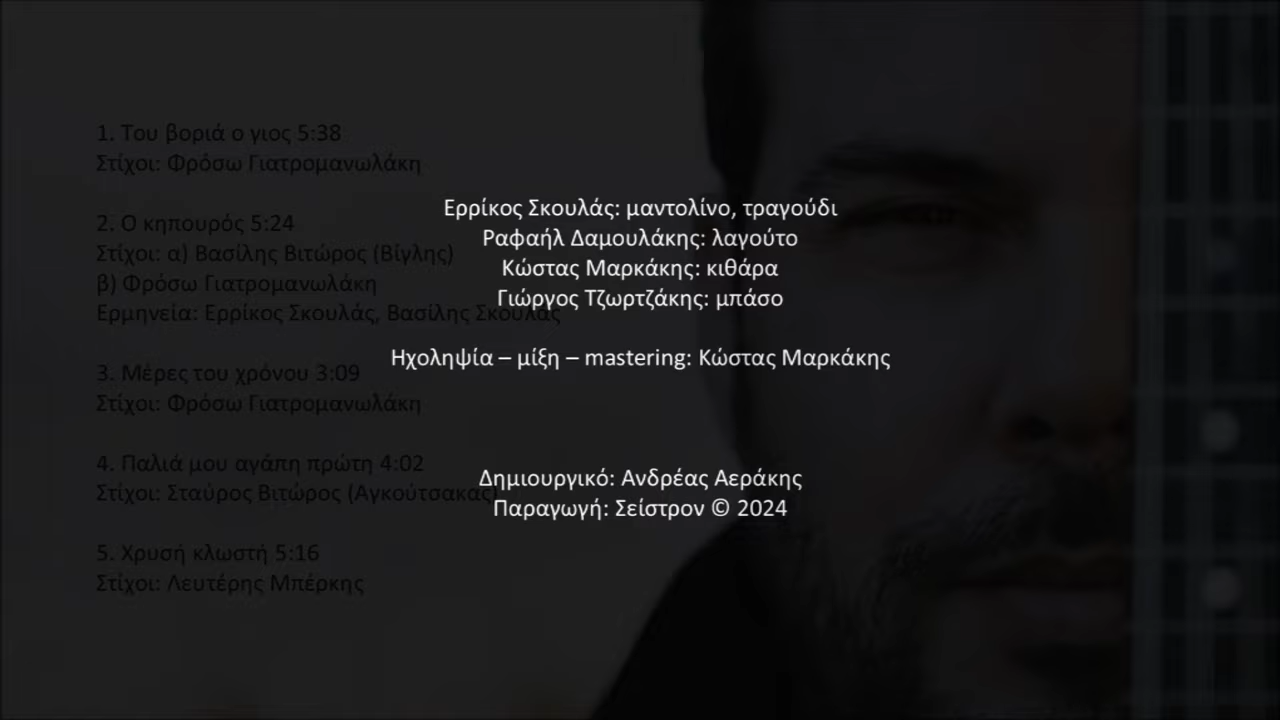 1. Του βοριά ο γιος 5:38
Στίχοι: Φρόσω Γιατρομανωλάκη
2. Ο κηπουρός 5:24
Στίχοι: α) Βασίλης Βιτώρος (Βίγλης)
β) Φρόσω Γιατρομανωλάκη
Ερμηνεία: Ερρίκος Σκουλάς, Βασίλης Σκουλάς
3. Μέρες του χρόνου 3:09
Στίχοι: Φρόσω Γιατρομανωλάκη
4. Παλιά μου αγάπη πρώτη 4:02
Στίχοι: Σταύρος Βιτώρος (Αγκούτσακας)
5. Χρυσή κλωστή 5:16
Στίχοι: Λευτέρης Μπέρκης
Ερρίκος Σκουλάς: μαντολίνο, τραγούδι
Ραφαήλ Δαμουλάκης: λαγούτο
Κώστας Μαρκάκης: κιθάρα
Γιώργος Τζωρτζάκης: μπάσο
Ηχοληψία – μίξη – mastering: Κώστας Μαρκάκης
Δημιουργικό: Ανδρέας Αεράκης
Παραγωγή: Σείστρον © 2024